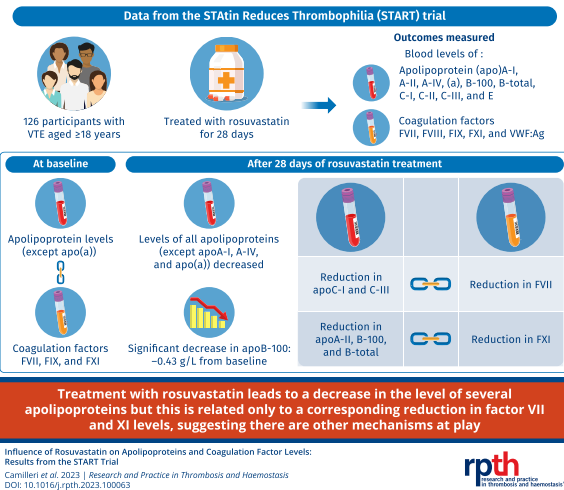 Data from the STAtin Reduces Thrombophilia (START) trial
126 participants with
VTE aged ≥18 years
Treated with rosuvastatin
for 28 days
Outcomes measured
Blood levels of :
Apolipoprotein (apo)A-I,
A-II, A-IV, (a), B-100, B-total,
C-I, C-II, C-III, and E
Coagulation factors
FVII, FVIII, FIX, FXI, and VWF:Ag
At baseline
Apolipoprotein levels
(except apo(a))
Coagulation factors
FVII, FIX, and FXI
After 28 days of rosuvastatin treatment
Levels of all apolipoproteins
(except apoA-I, A-IV,
and apo(a)) decreased
Significant decrease in apoB-100:
−0.43 g/L from baseline
Reduction in
apoC-I and C-III
Reduction in FVII
Reduction in
apoA-II, B-100,
and B-total
Reduction in FXI
Treatment with rosuvastatin leads to a decrease in the level of several
apolipoproteins but this is related only to a corresponding reduction in factor VII
and XI levels, suggesting there are other mechanisms at play
Influence of Rosuvastatin on Apolipoproteins and Coagulation Factor Levels:
Results from the START Trial
Camilleri et al. 2023 | Research and Practice in Thrombosis and Haemostasis
DOI: 10.1016/j.rpth.2023.100063
rpth
research and practice
in thrombosis and haemostasis